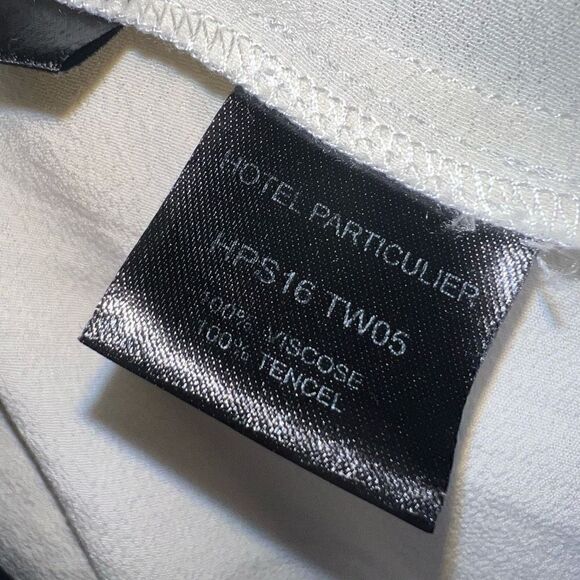 HOTEL PARTICULIER
HPS16 TW05
100% VISCOSE
100% TENCEL